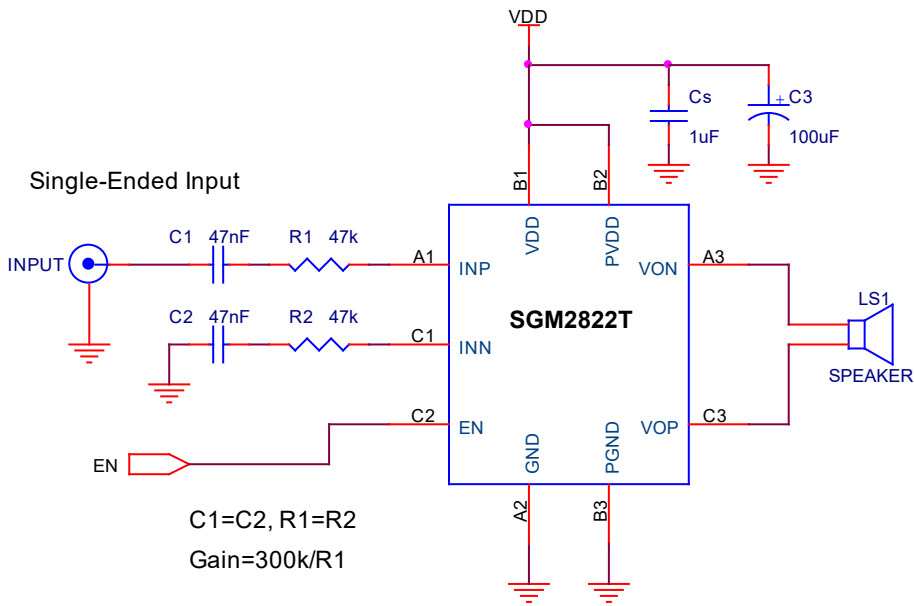 VDD
Cs
1uF
+ C3
100uF
Single-Ended Input
B1
B2
C1 47nF R1 47k
INPUT
A1
INP
VDD
PVDD
VON
A3
C2 47nF R2 47k
C1
INN
SGM2822T
LS1
SPEAKER
C2
EN
VOP
C3
EN
GND
PGND
A2
B3
C1=C2, R1=R2
Gain=300k/R1